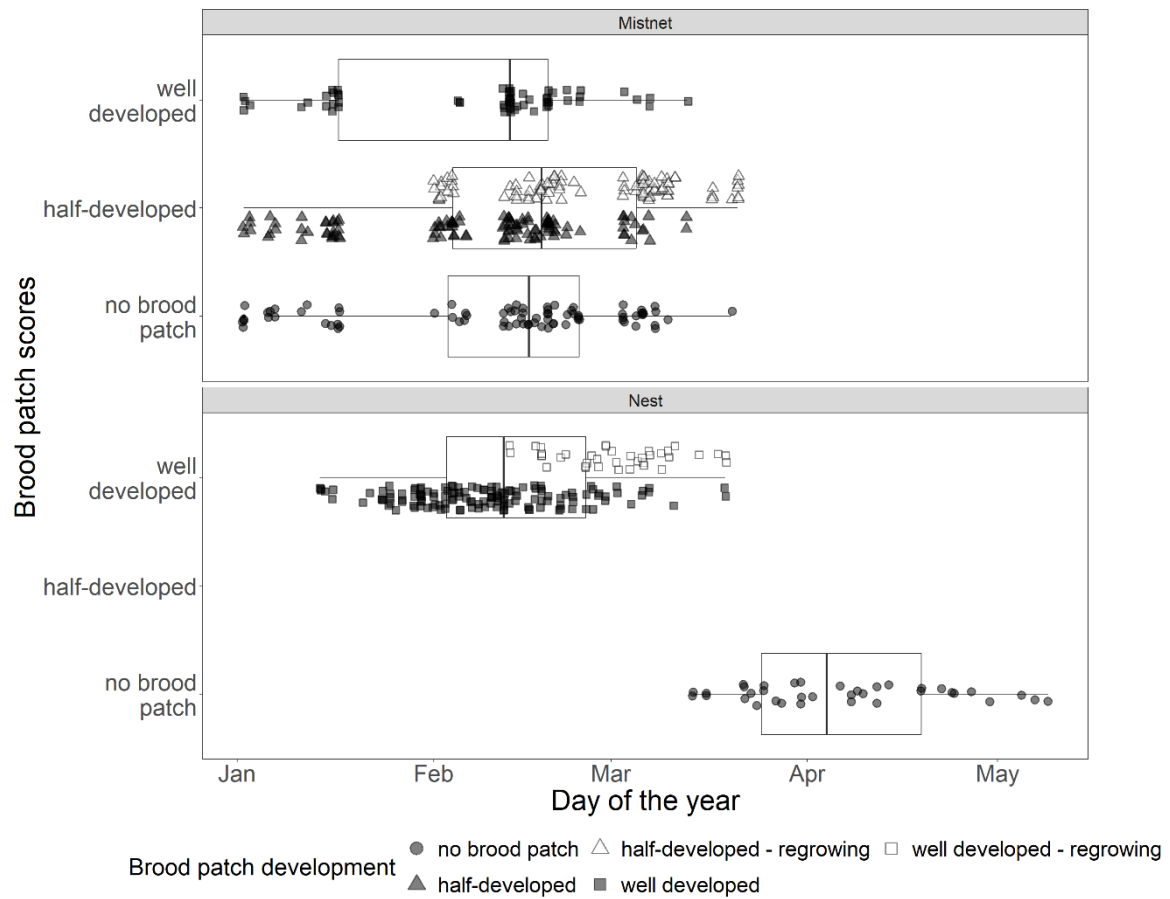 Mistnet
well
developed
half-developed
no brood
patch
Nest
well
developed
half-developed
no brood
patch
Brood patch scores
Jan Feb Mar Apr May
Day of the year
Brood patch development
no brood patch half-developed - regrowing well developed - regrowing
half-developed well developed